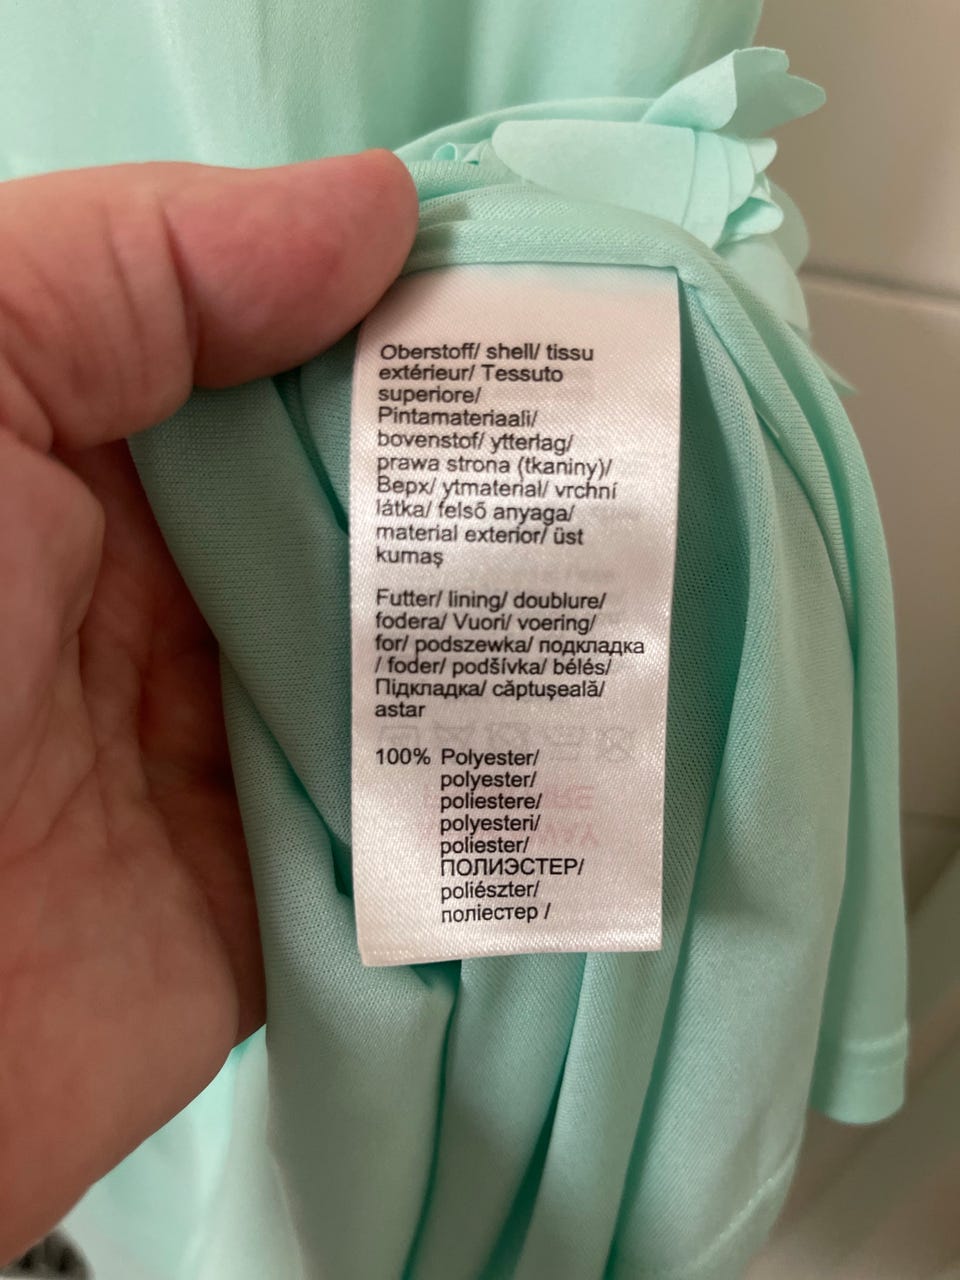 Oberstoff/ shell/ tissu
extérieur/ Tessuto
superiore/
Pintamateriaali/
bovenstof/ ytterlag/
prawa strona (tkaniny)/
Верх/ ytmaterial/ vrchní
látka/ felső anyaga/
material exterior/ üst
kumaş
Futter/ lining/ doublure/
fodera/ Vuori/ voering/
for/ podszewka/ подкладка
/ foder/ podšívka/ bélés/
Підкладка/ căptuşeală/
astar
100% Polyester/
polyester/
poliestere/
polyesteri/
poliester/
ПОЛИЭСТЕР/
poliészter/
поліестер /